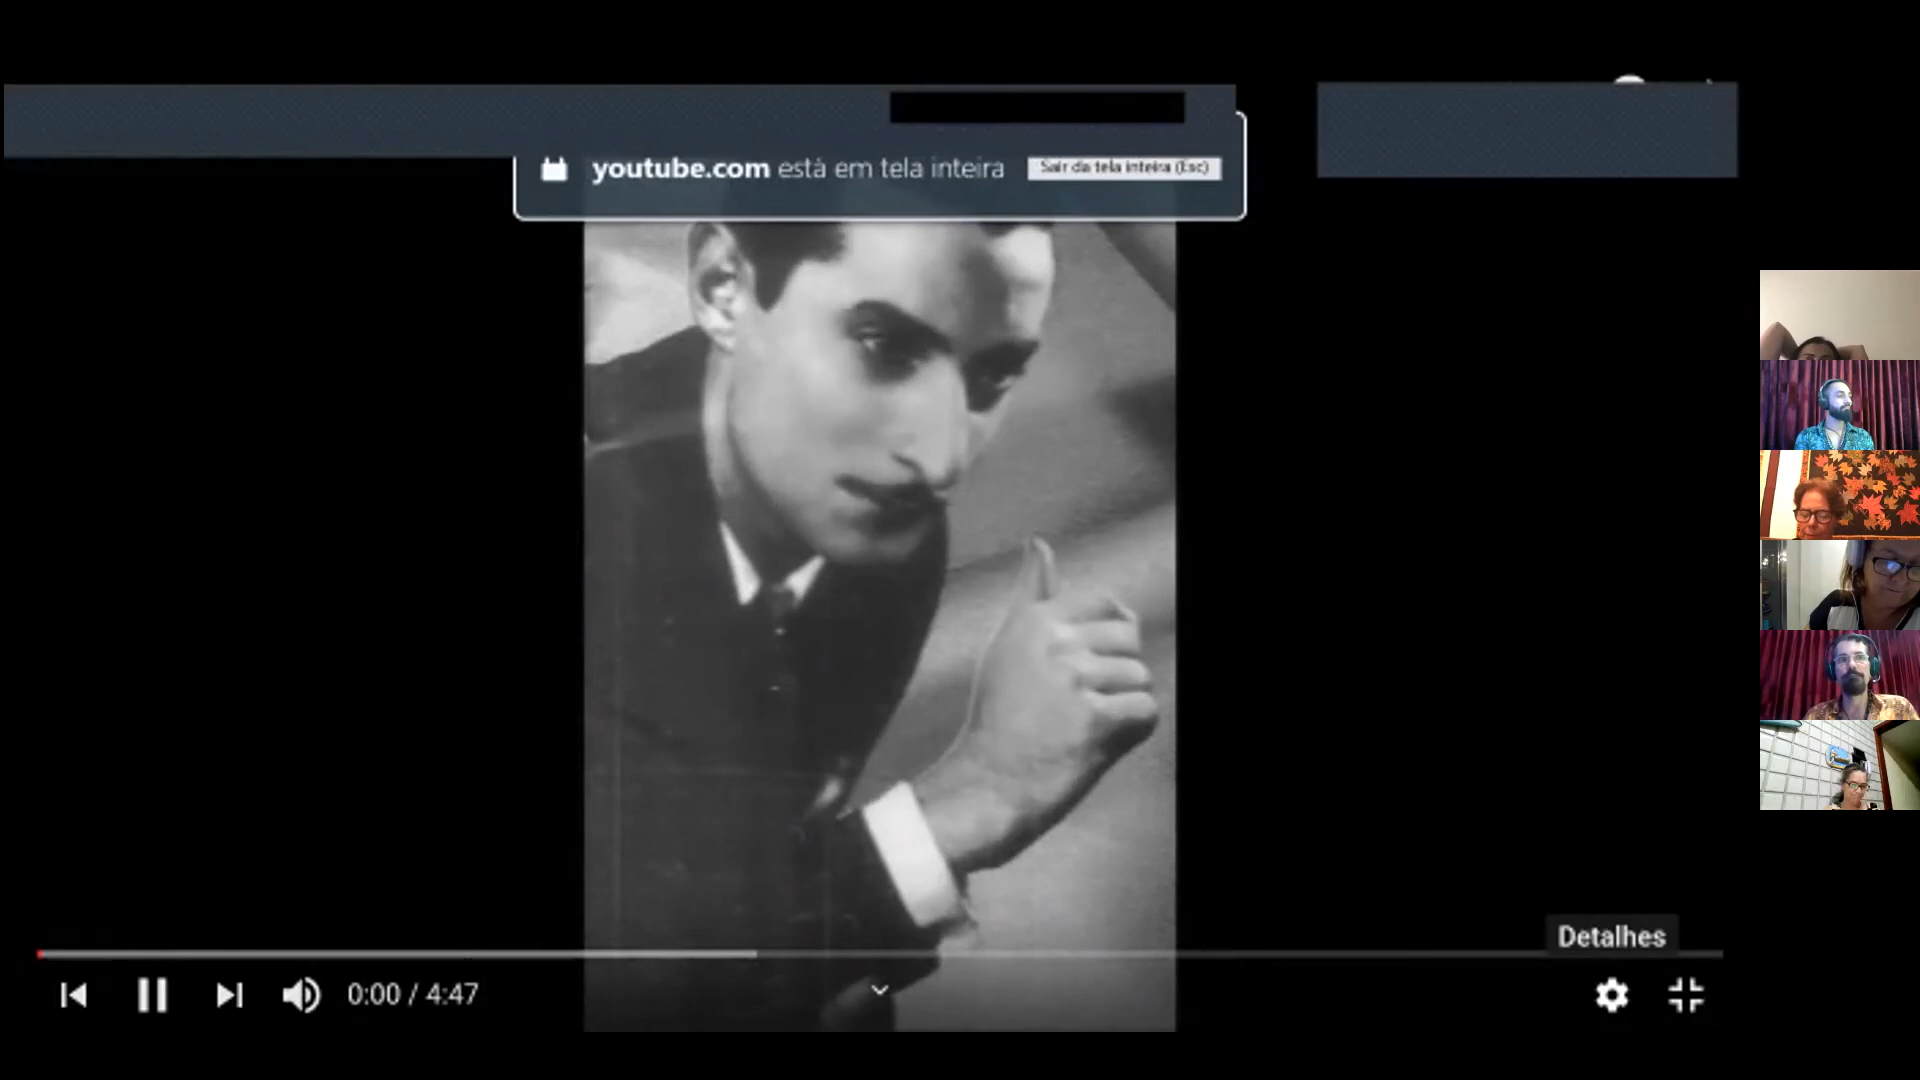 youtube.com está em tela inteira
Sair da tela inteira (Esc)
Detalhes
0:00 / 4:47